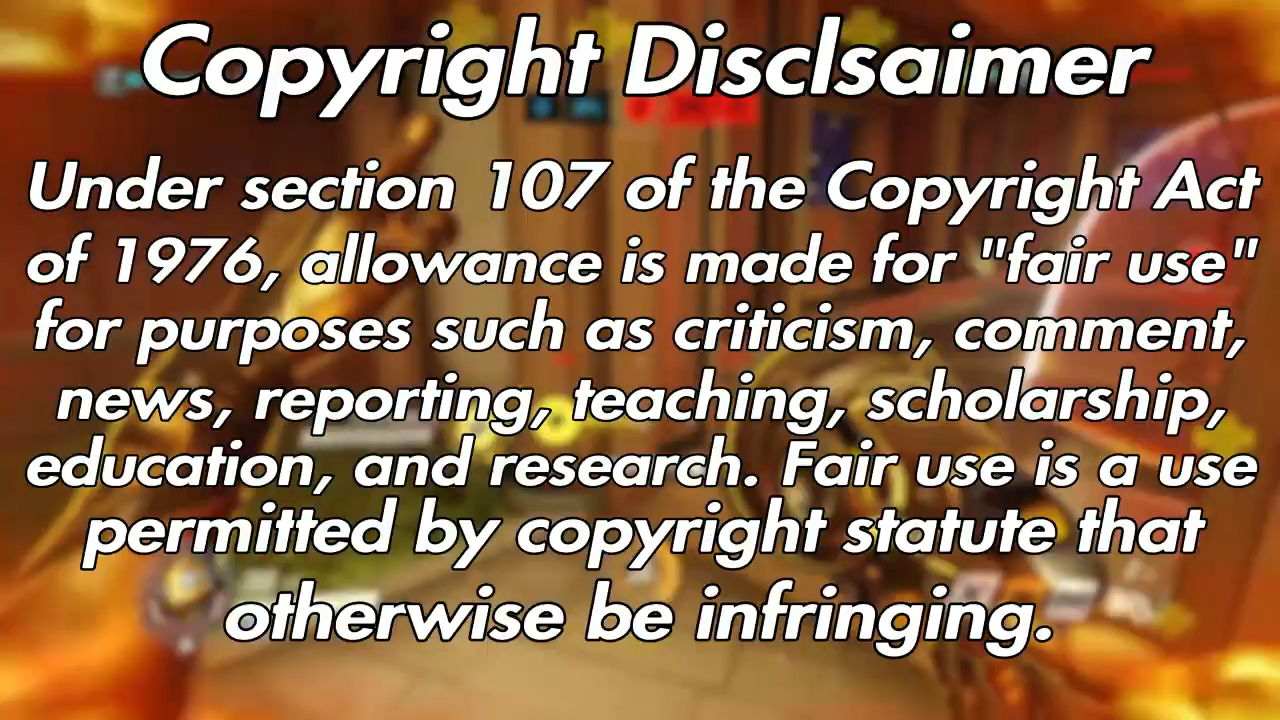 Copyright Disclsaimer
Under section 107 of the Copyright Act
of 1976, allowance is made for "fair use"
for purposes such as criticism, comment,
news, reporting, teaching, scholarship,
education, and research. Fair use is a use
permitted by copyright statute that
otherwise be infringing.